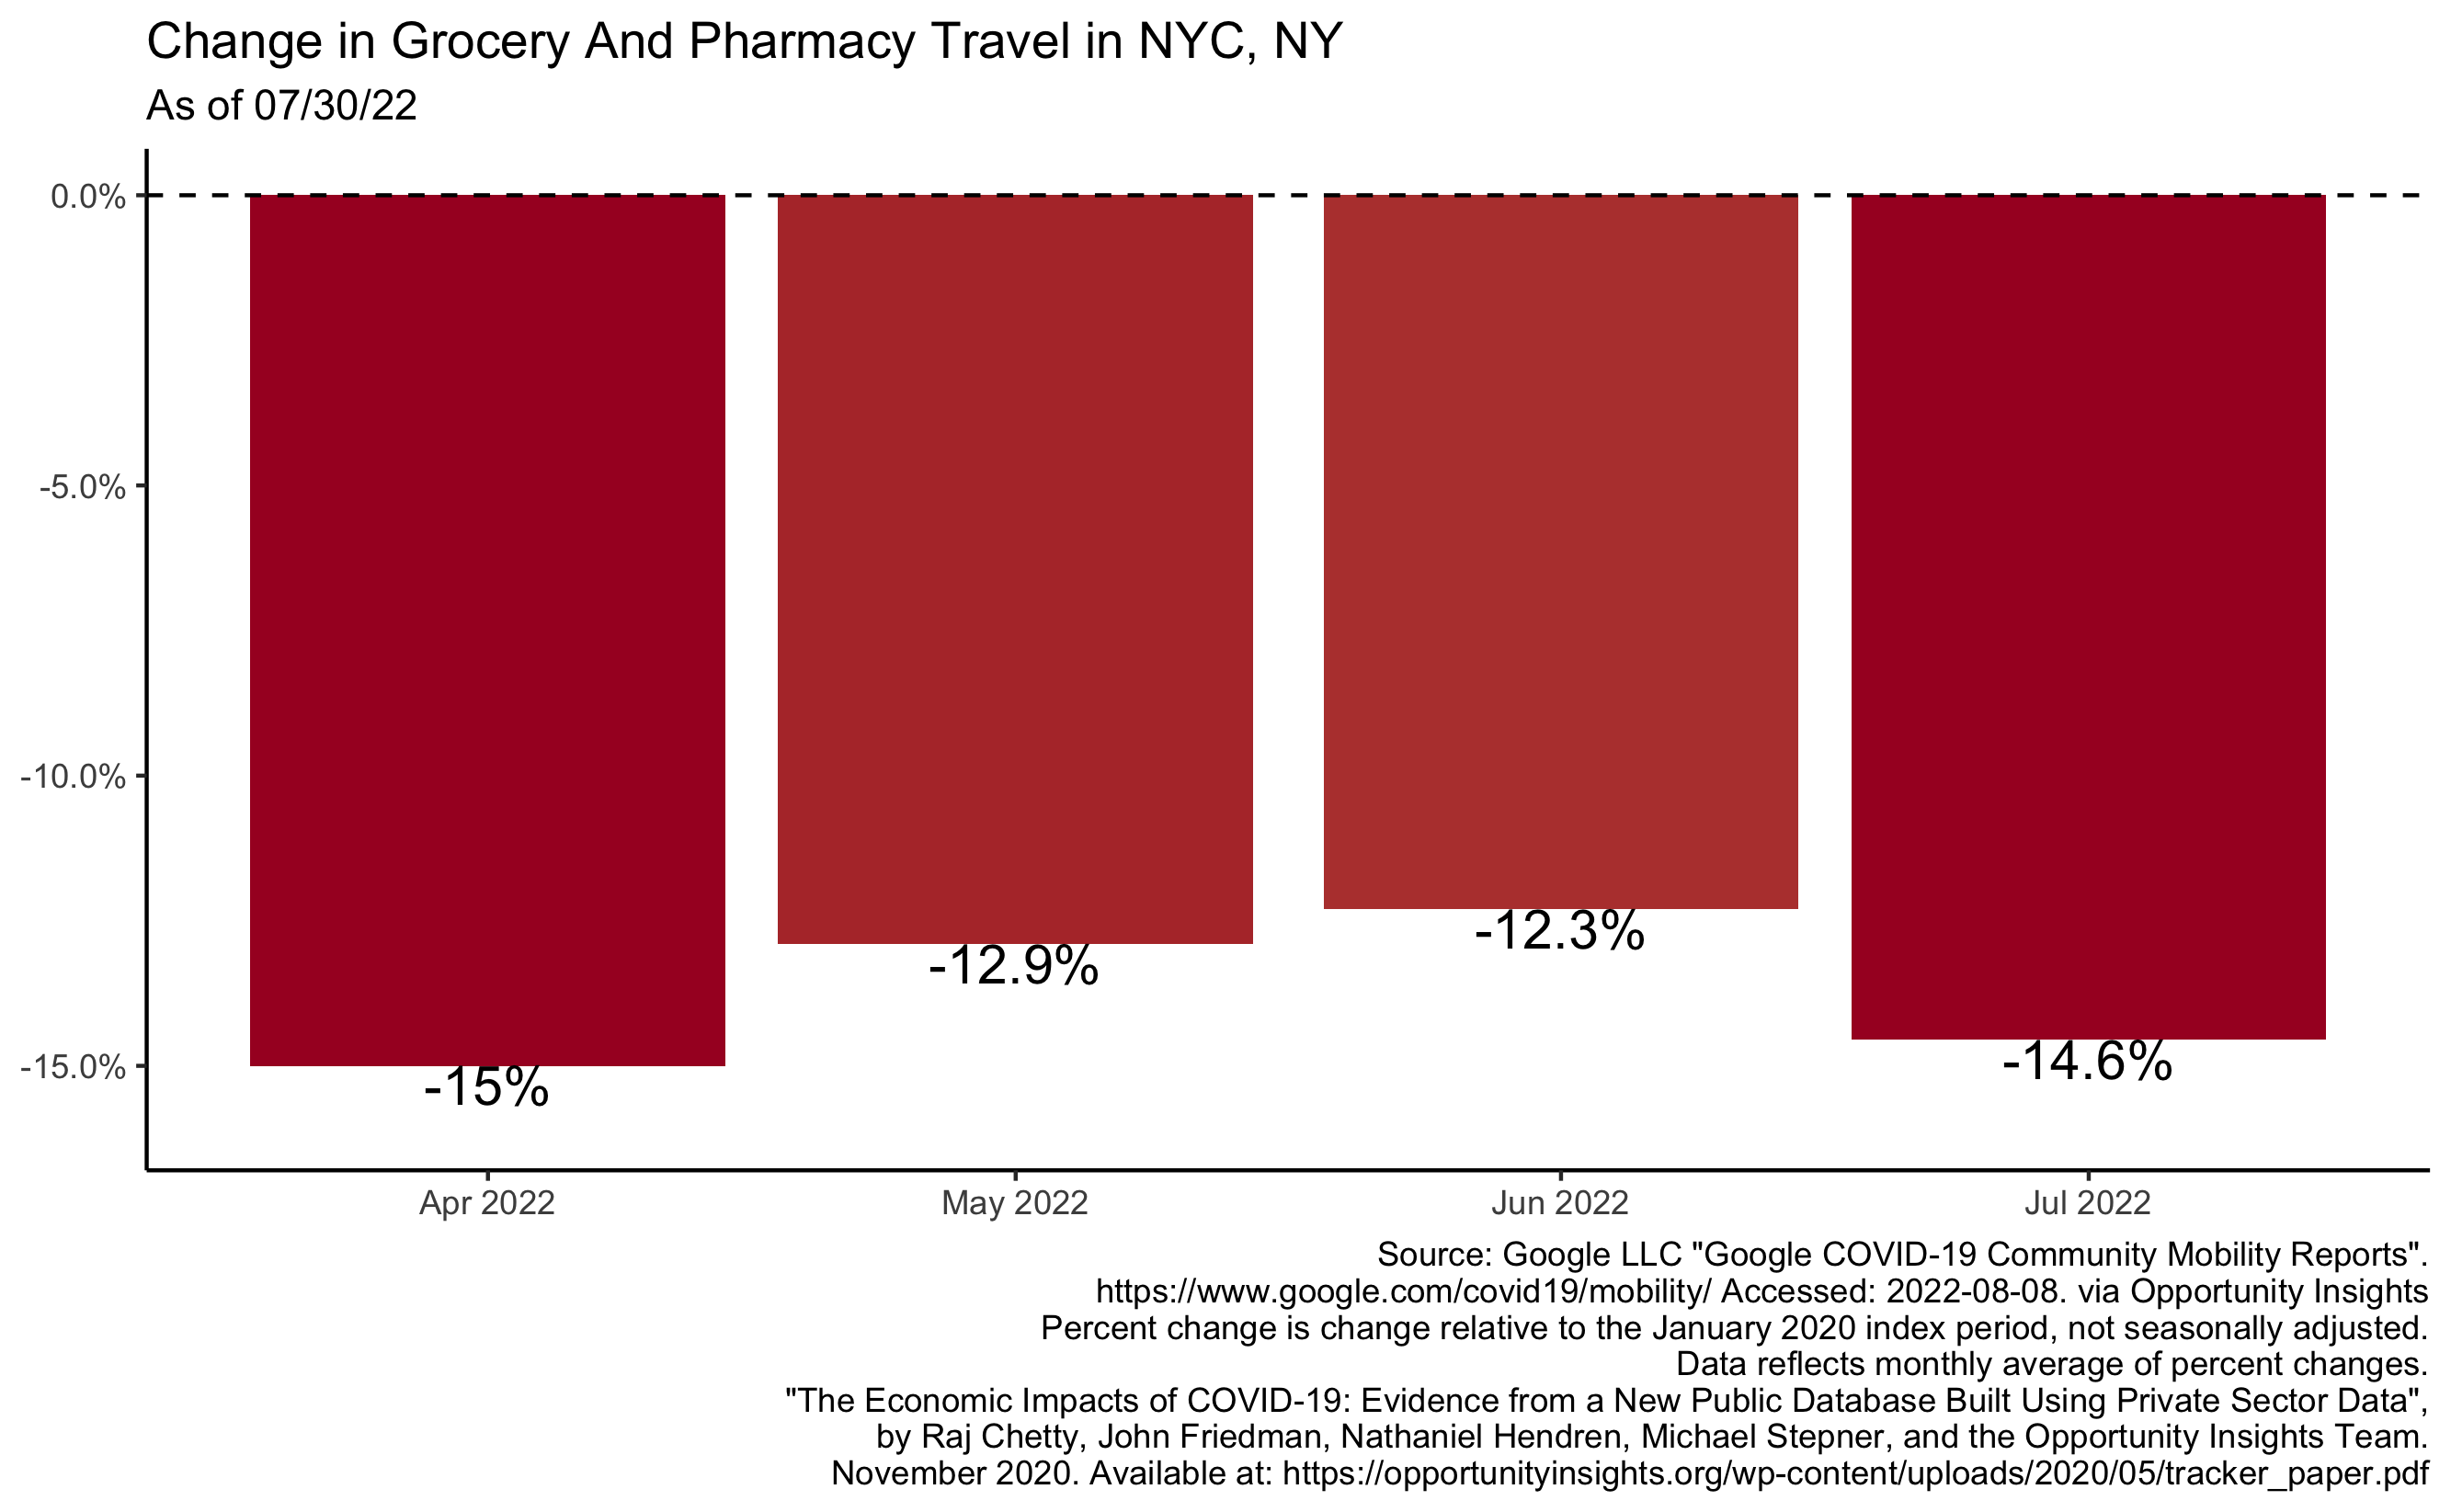 Change in Grocery And Pharmacy Travel in NYC, NY
As of 07/30/22
0.0%
-5.0%
-10.0%
-15.0%
-15%
-12.9%
-12.3%
-14.6%
Apr 2022
May 2022
Jun 2022
Jul 2022
Source: Google LLC "Google COVID-19 Community Mobility Reports".
https://www.google.com/covid19/mobility/ Accessed: 2022-08-08. via Opportunity Insights
Percent change is change relative to the January 2020 index period, not seasonally adjusted.
Data reflects monthly average of percent changes.
"The Economic Impacts of COVID-19: Evidence from a New Public Database Built Using Private Sector Data",
by Raj Chetty, John Friedman, Nathaniel Hendren, Michael Stepner, and the Opportunity Insights Team.
November 2020. Available at: https://opportunityinsights.org/wp-content/uploads/2020/05/tracker_paper.pdf